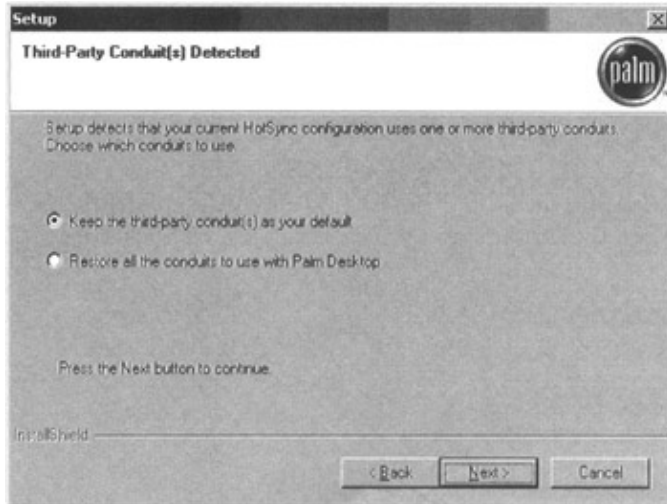 Setup
Third-Party Conduit(s) Detected
palm
Setup detects that your current HotSync configuration uses one or more third-party conduits.
Choose which conduits to use.
Keep the third-party conduit(s) as your default
Restore all the conduits to use with Palm Desktop
Press the Next button to continue.
InstallShield
< Back
Next >
Cancel